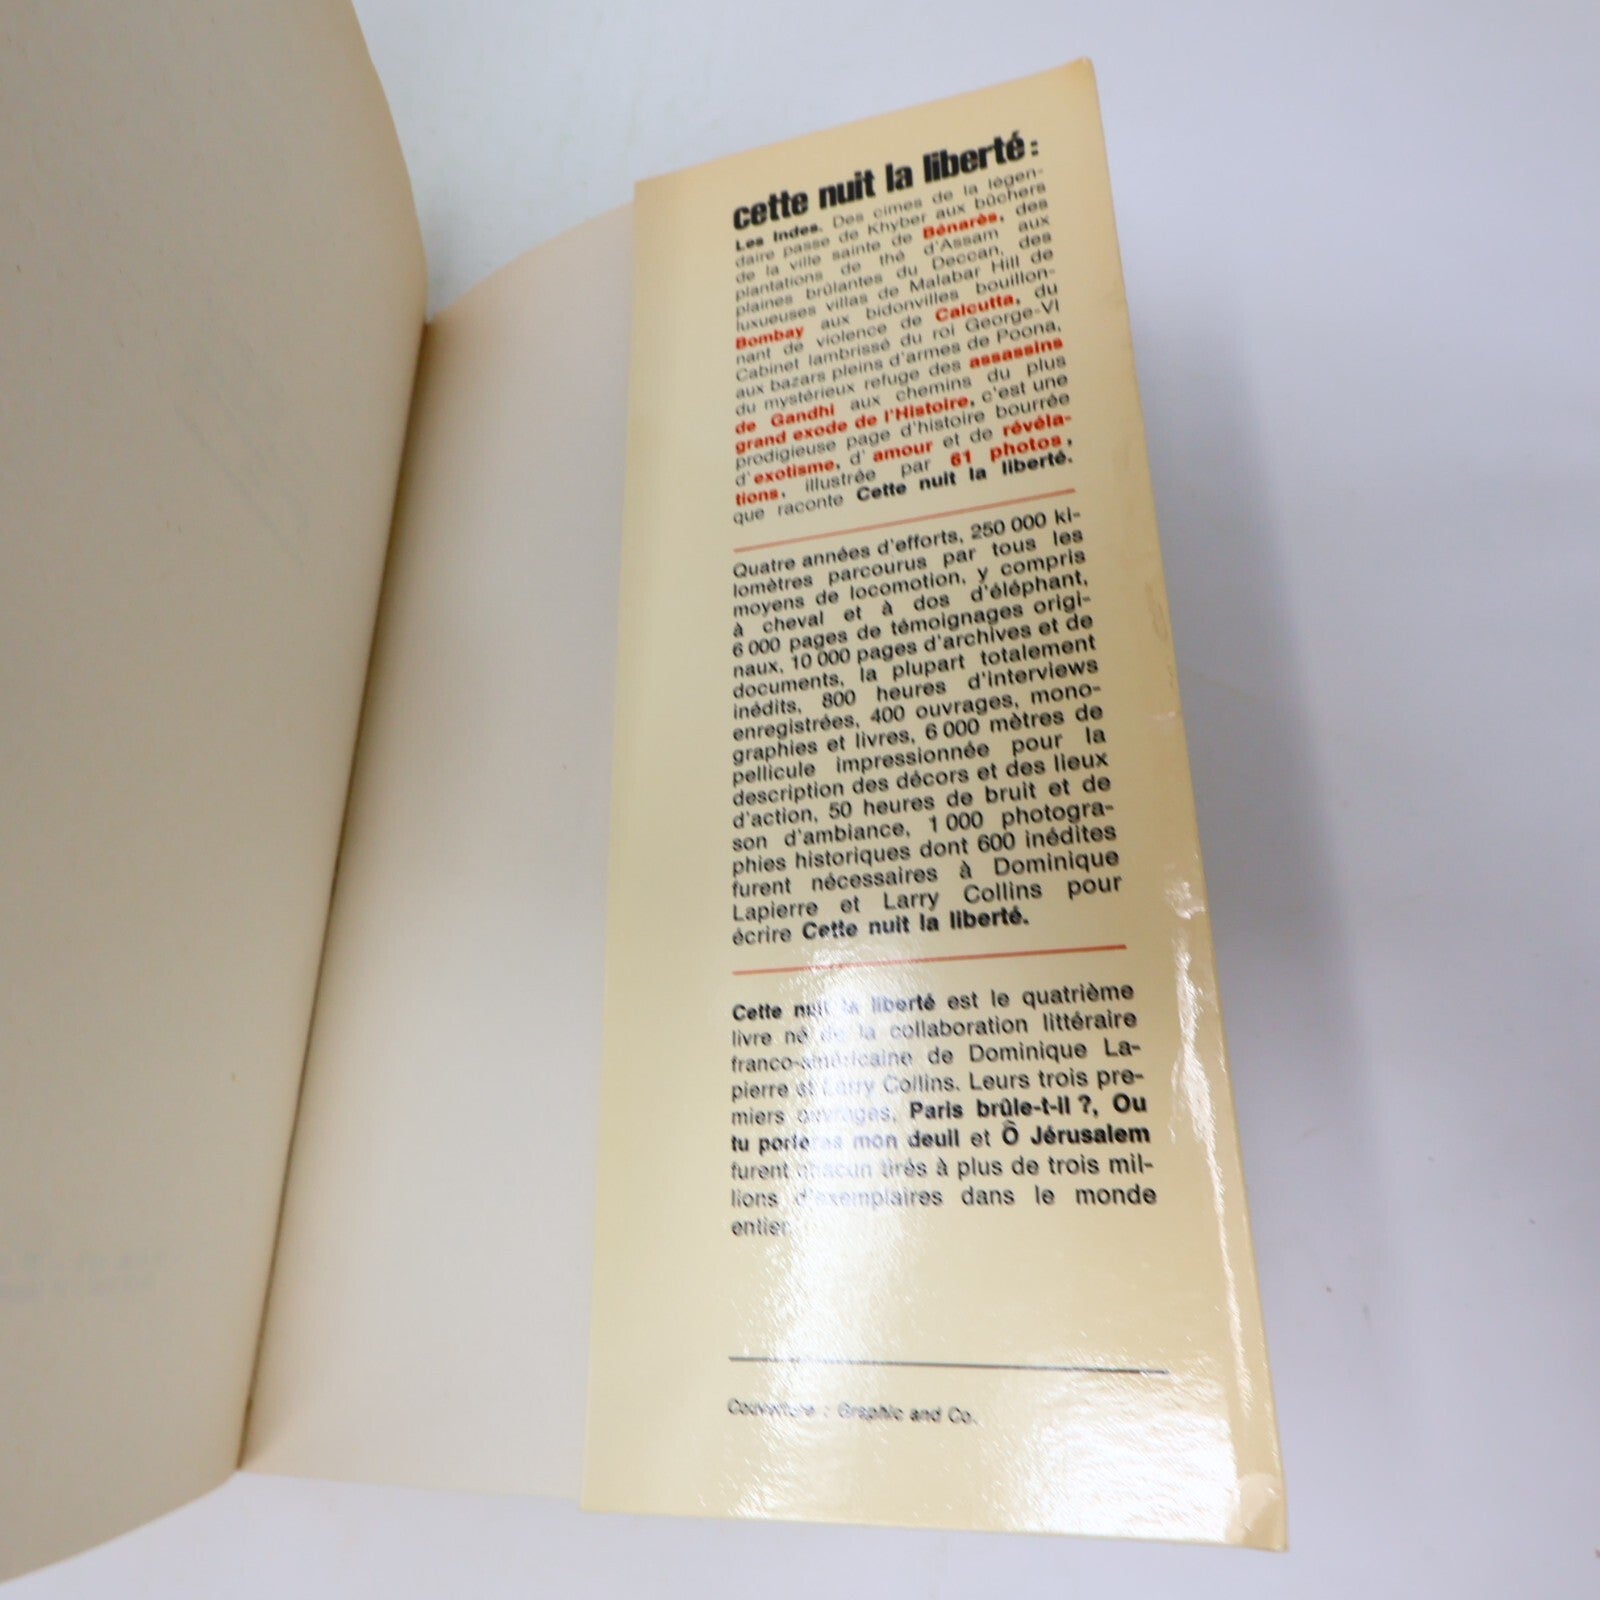 cette nuit la liberté :
Les Indes. Des cimes de la légen-
daire passe de Khyber aux bûchers
de la ville sainte de Bénarès, des
plantations de thé d'Assam aux
plaines brûlantes du Deccan, des
luxueuses villas de Malabar Hill de
Bombay aux bidonvilles bouillon-
nant de violence de Calcutta, du
Cabinet lambrissé du roi George-VI
aux bazars pleins d'armes de Poona,
du mystérieux refuge des assassins
de Gandhi aux chemins du plus
grand exode de l'Histoire, c'est une
prodigieuse page d'histoire bourrée
d'exotisme, d'amour et de révéla-
tions, illustrée par 61 photos,
que raconte Cette nuit la liberté.
Quatre années d'efforts, 250 000 ki-
lomètres parcourus par tous les
moyens de locomotion, y compris
à cheval et à dos d'éléphant,
6 000 pages de témoignages origi-
naux, 10 000 pages d'archives et de
documents, la plupart totalement
inédits, 800 heures d'interviews
enregistrées, 400 ouvrages, mono-
graphies et livres, 6 000 mètres de
pellicule impressionnée pour la
description des décors et des lieux
d'action, 50 heures de bruit et de
son d'ambiance, 1 000 photogra-
phies historiques dont 600 inédites
furent nécessaires à Dominique
Lapierre et Larry Collins pour
écrire Cette nuit la liberté.
Cette nuit la liberté est le quatrième
livre né de la collaboration littéraire
franco-américaine de Dominique La-
pierre et Larry Collins. Leurs trois pre-
miers ouvrages, Paris brûle-t-il ?, Ou
tu porteras mon deuil et Ô Jérusalem
furent chacun tirés à plus de trois mil-
lions d'exemplaires dans le monde
entier.
Couverture : Graphic and Co.